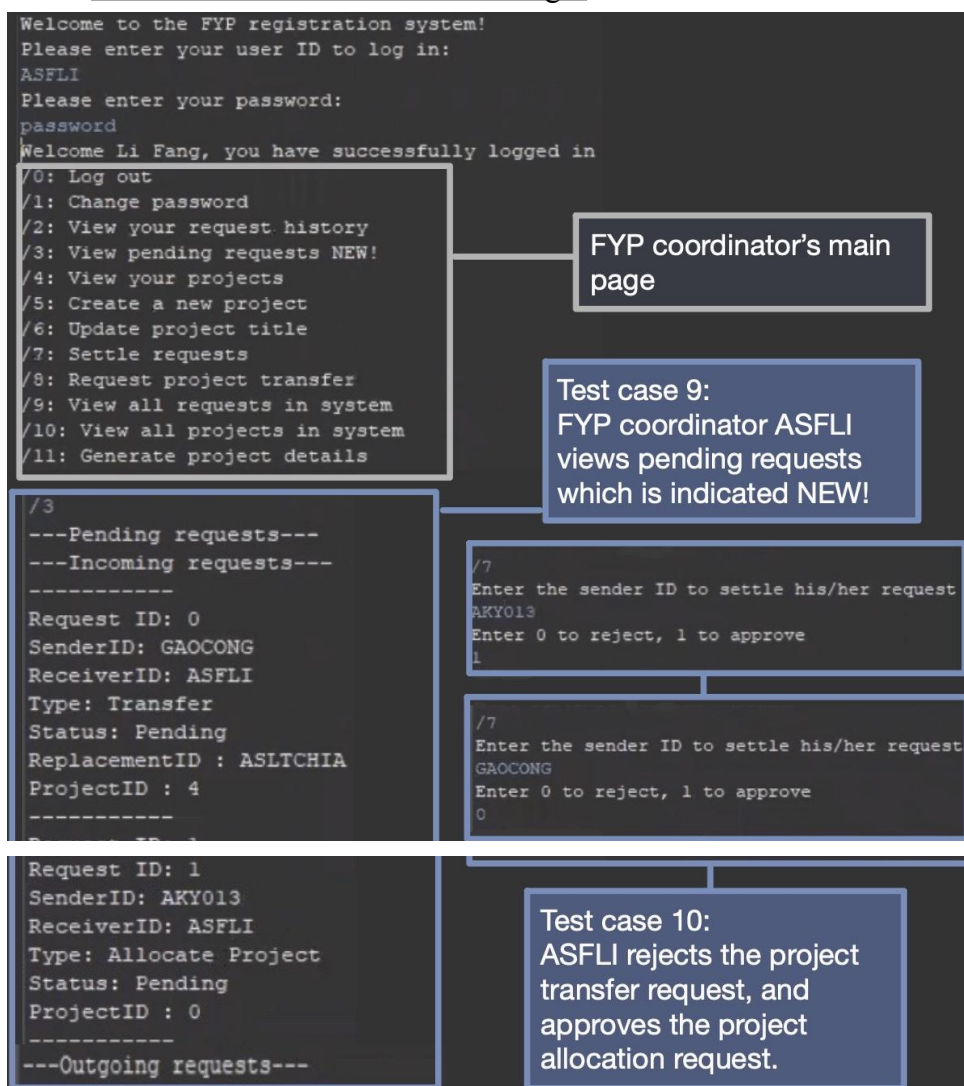 Welcome to the FYP registration system!
Please enter your user ID to log in:
ASFLI
Please enter your password:
password
Welcome Li Fang, you have successfully logged in
/0: Log out
/1: Change password
/2: View your request history
/3: View pending requests NEW!
/4: View your projects
/5: Create a new project
/6: Update project title
/7: Settle requests
/8: Request project transfer
/9: View all requests in system
/10: View all projects in system
/11: Generate project details
FYP coordinator's main
page
Test case 9:
FYP coordinator ASFLI
views pending requests
which is indicated NEW!
/3
---Pending requests---
---Incoming requests---
-----------
Request ID: 0
SenderID: GAOCONG
ReceiverID: ASFLI
Type: Transfer
Status: Pending
ReplacementID : ASLTCHIA
ProjectID : 4
-----------
/7
Enter the sender ID to settle his/her request
AKY013
Enter 0 to reject, 1 to approve
1
/7
Enter the sender ID to settle his/her request
GAOCONG
Enter 0 to reject, 1 to approve
0
Request ID: 1
SenderID: AKY013
ReceiverID: ASFLI
Type: Allocate Project
Status: Pending
ProjectID : 0
-----------
---Outgoing requests---
Test case 10:
ASFLI rejects the project
transfer request, and
approves the project
allocation request.